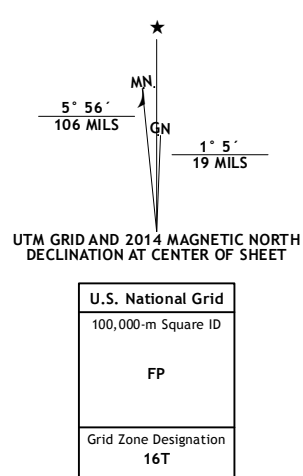 ★
MN.
5° 56´
106 MILS
GN
1° 5´
19 MILS
UTM GRID AND 2014 MAGNETIC NORTH
DECLINATION AT CENTER OF SHEET
U.S. National Grid
100,000-m Square ID
FP
Grid Zone Designation
16T